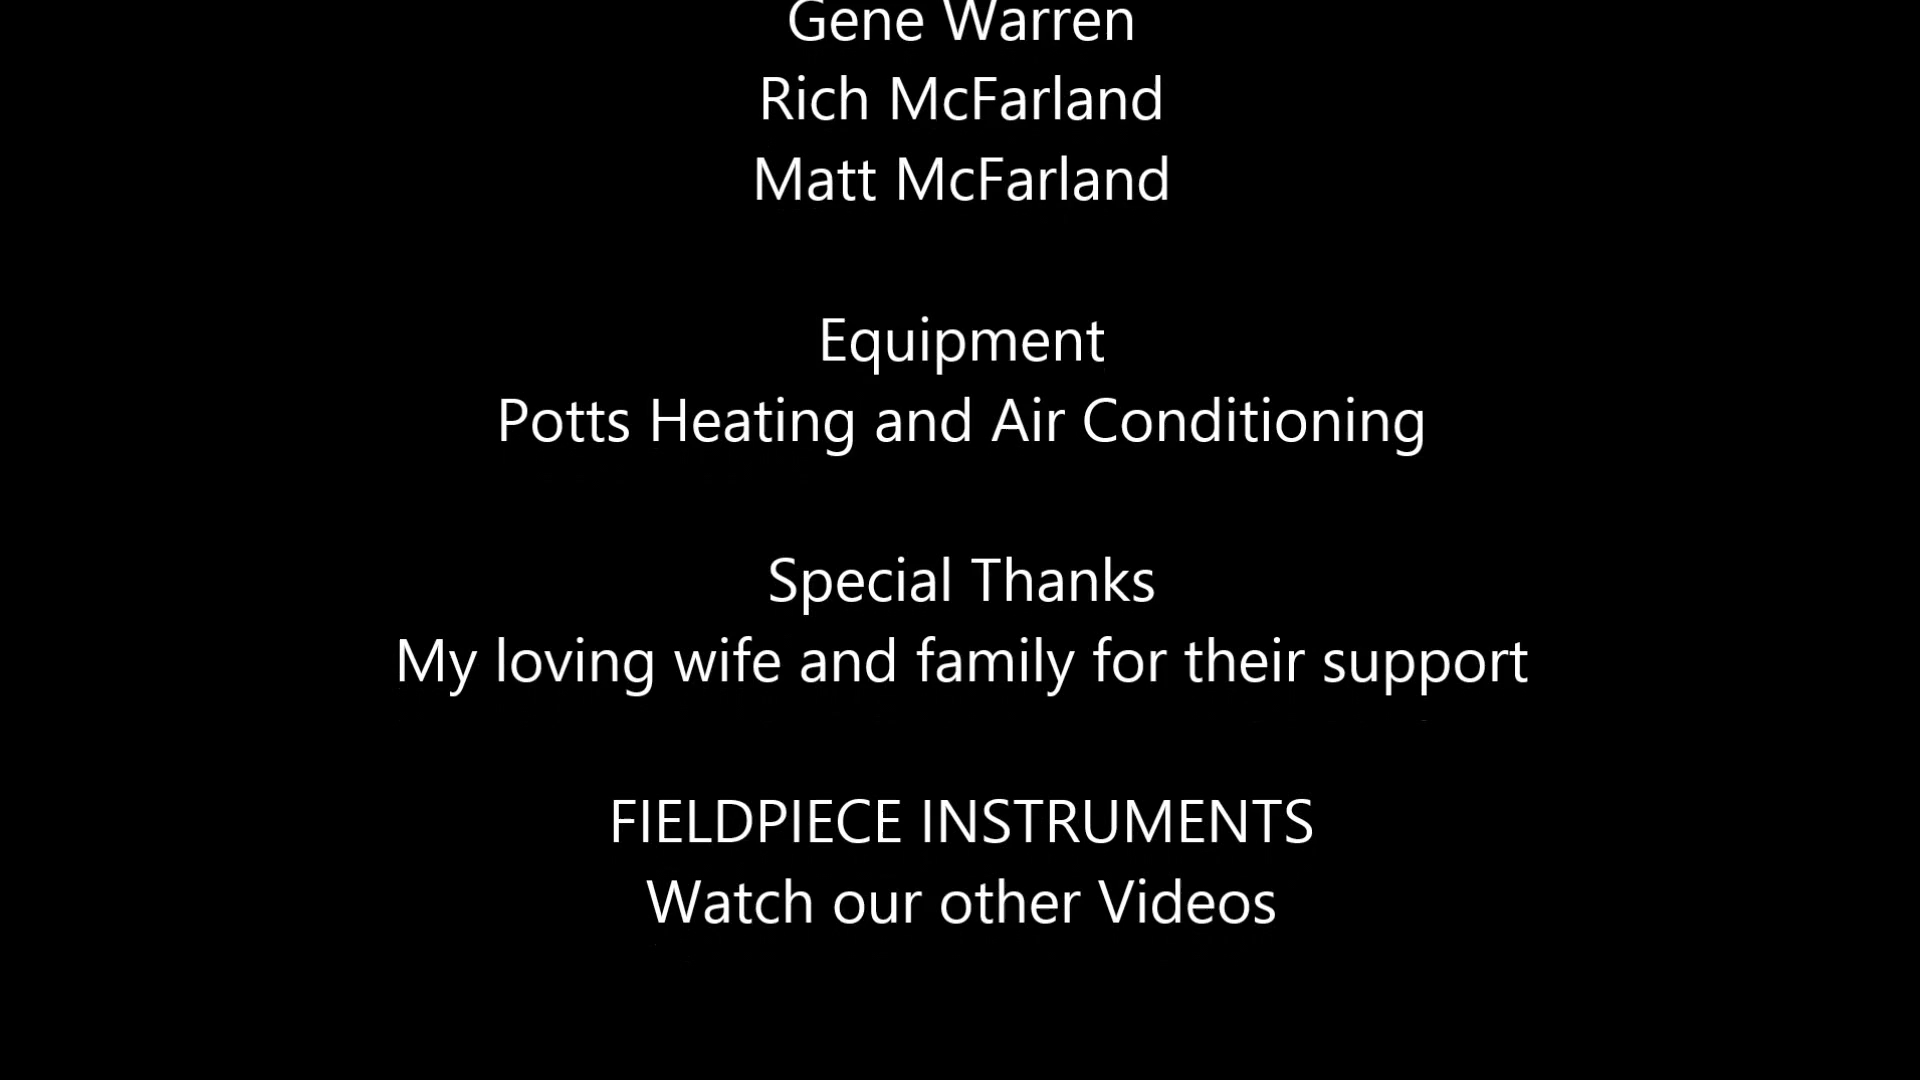 Gene Warren
Rich McFarland
Matt McFarland
Equipment
Potts Heating and Air Conditioning
Special Thanks
My loving wife and family for their support
FIELDPIECE INSTRUMENTS
Watch our other Videos